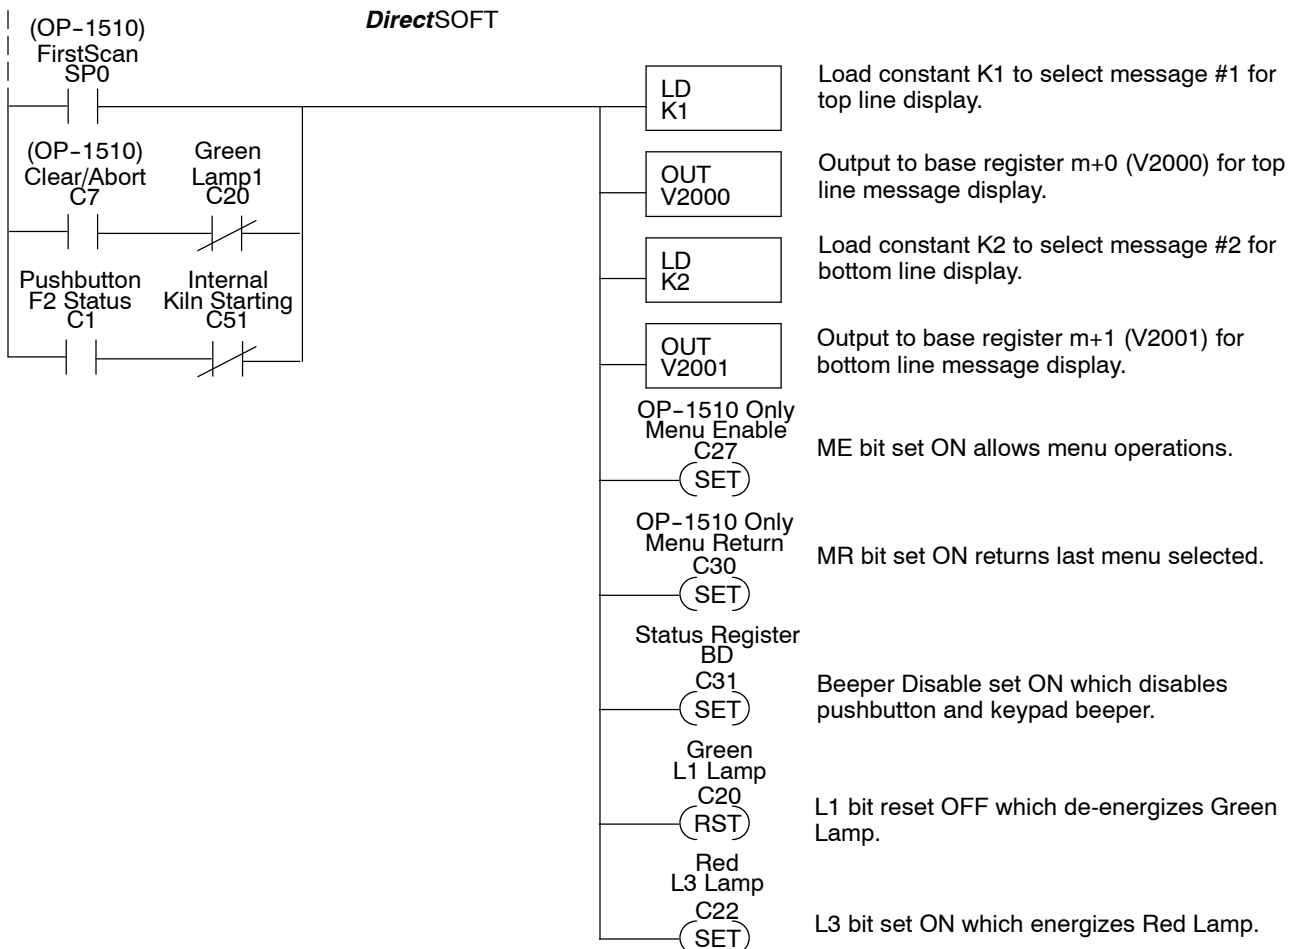 DirectSOFT
(OP-1510)
FirstScan
SP0
(OP-1510)
Clear/Abort
C7
Green
Lamp1
C20
Pushbutton
F2 Status
C1
Internal
Kiln Starting
C51
LD
K1
Load constant K1 to select message #1 for
top line display.
OUT
V2000
Output to base register m+0 (V2000) for top
line message display.
LD
K2
Load constant K2 to select message #2 for
bottom line display.
OUT
V2001
Output to base register m+1 (V2001) for
bottom line message display.
OP-1510 Only
Menu Enable
C27
SET
ME bit set ON allows menu operations.
OP-1510 Only
Menu Return
C30
SET
MR bit set ON returns last menu selected.
Status Register
BD
C31
SET
Beeper Disable set ON which disables
pushbutton and keypad beeper.
Green
L1 Lamp
C20
RST
L1 bit reset OFF which de-energizes Green
Lamp.
Red
L3 Lamp
C22
SET
L3 bit set ON which energizes Red Lamp.